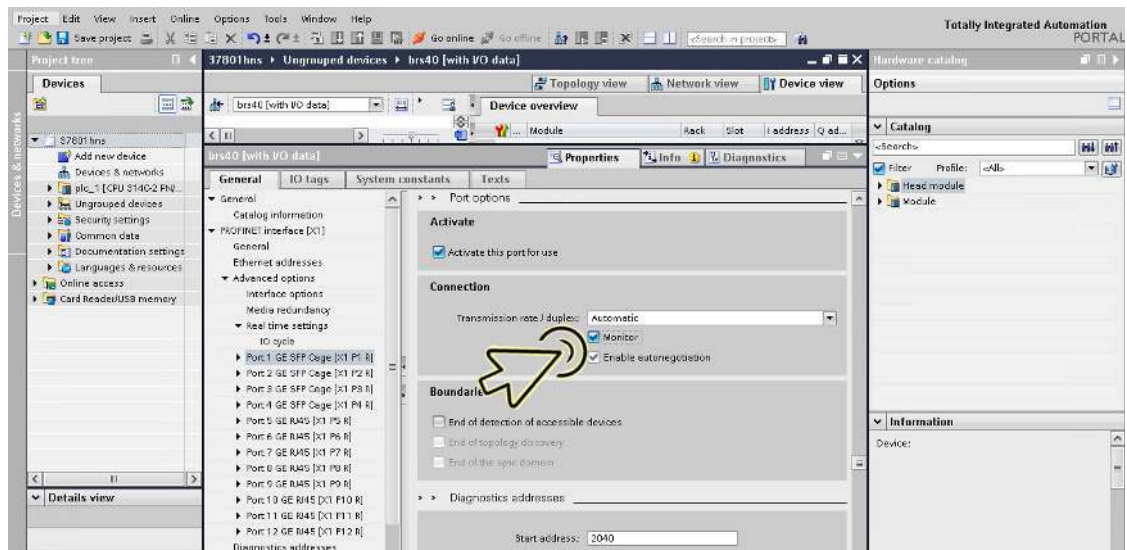 Project Edit View Insert Online Options Tools Window Help
Totally Integrated Automation
PORTAL
Save project
Go online
Go offline
<Search in project>
Project tree
37801hns ▸ Ungrouped devices ▸ brs40 [with I/O data]
Hardware catalog
Devices
Topology view
Network view
Device view
Options
brs40 [with I/O data]
Device overview
... Module Rack Slot I address Q ad...
Catalog
<Search>
Filter Profile: <All>
Head module
Module
Devices & networks
37801hns
Add new device
Devices & networks
plc_1 [CPU 314C-2 PN/...
Ungrouped devices
Security settings
Common data
Documentation settings
Languages & resources
Online access
Card Reader/USB memory
brs40 [with I/O data]
Properties
Info
Diagnostics
General
IO tags
System constants
Texts
General
Catalog information
PROFINET interface [X1]
General
Ethernet addresses
Advanced options
Interface options
Media redundancy
Real time settings
IO cycle
Port 1 GE SFP Cage [X1 P1 R]
Port 2 GE SFP Cage [X1 P2 R]
Port 3 GE SFP Cage [X1 P3 R]
Port 4 GE SFP Cage [X1 P4 R]
Port 5 GE RJ45 [X1 P5 R]
Port 6 GE RJ45 [X1 P6 R]
Port 7 GE RJ45 [X1 P7 R]
Port 8 GE RJ45 [X1 P8 R]
Port 9 GE RJ45 [X1 P9 R]
Port 10 GE RJ45 [X1 P10 R]
Port 11 GE RJ45 [X1 P11 R]
Port 12 GE RJ45 [X1 P12 R]
Diagnostics addresses
Port options
Activate
Activate this port for use
Connection
Transmission rate / duplex: Automatic
Monitor
Enable autonegotiation
Boundarie
End of detection of accessible devices
End of topology discovery
End of the sync domain
Diagnostics addresses
Start address: 2040
Information
Device:
Details view